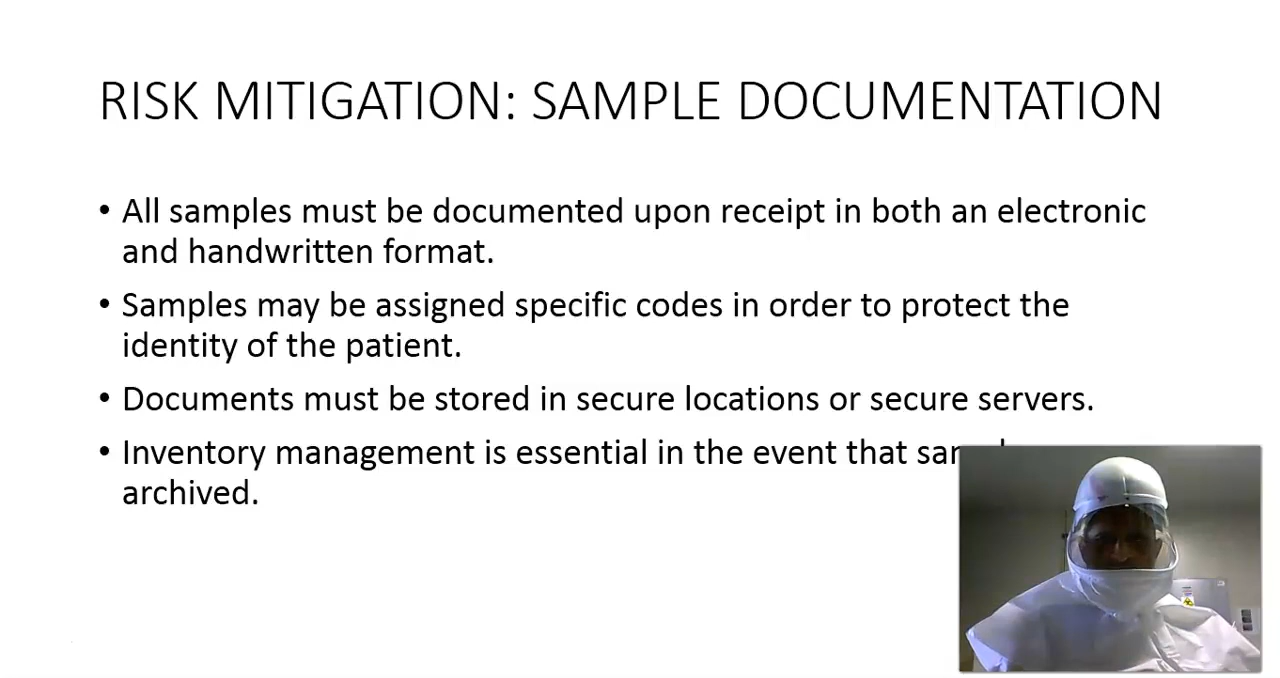 RISK MITIGATION: SAMPLE DOCUMENTATION
• All samples must be documented upon receipt in both an electronic
and handwritten format.
• Samples may be assigned specific codes in order to protect the
identity of the patient.
• Documents must be stored in secure locations or secure servers.
• Inventory management is essential in the event that
archived.